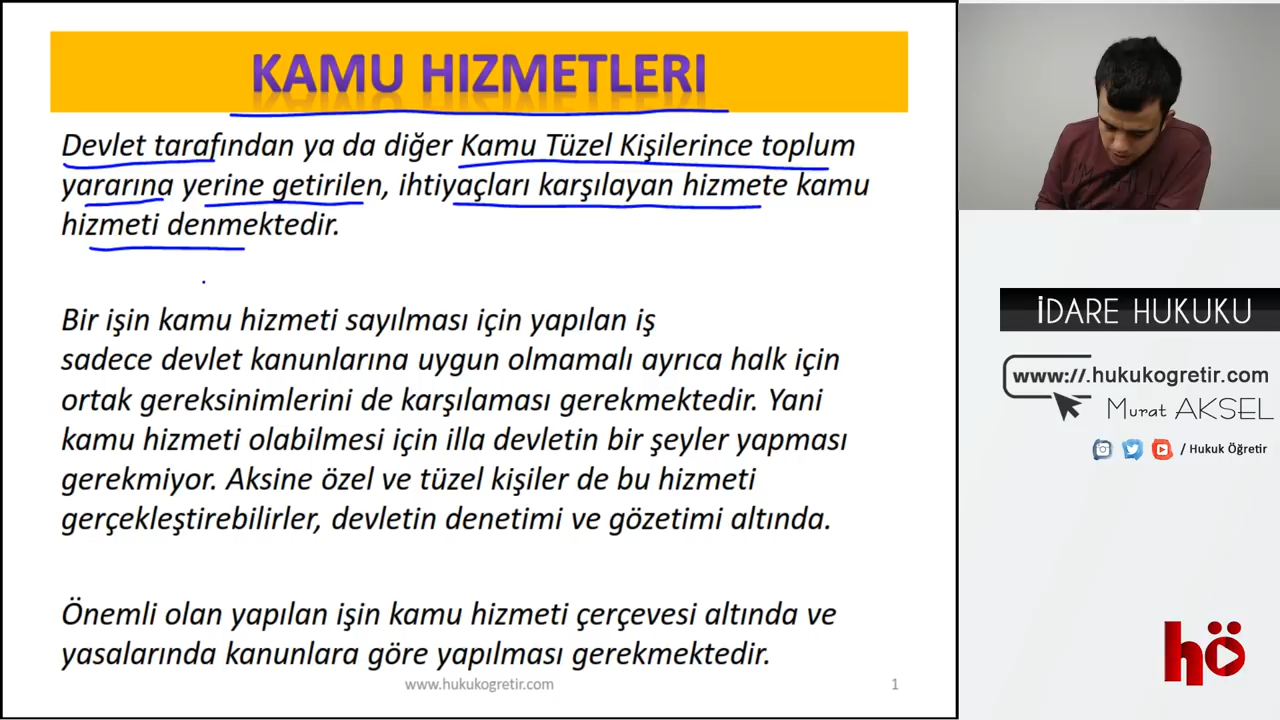 KAMU HIZMETLERI
Devlet tarafından ya da diğer Kamu Tüzel Kişilerince toplum
yararına yerine getirilen, ihtiyaçları karşılayan hizmete kamu
hizmeti denmektedir.
Bir işin kamu hizmeti sayılması için yapılan iş
sadece devlet kanunlarına uygun olmamalı ayrıca halk için
ortak gereksinimlerini de karşılaması gerekmektedir. Yani
kamu hizmeti olabilmesi için illa devletin bir şeyler yapması
gerekmiyor. Aksine özel ve tüzel kişiler de bu hizmeti
gerçekleştirebilirler, devletin denetimi ve gözetimi altında.
Önemli olan yapılan işin kamu hizmeti çerçevesi altında ve
yasalarında kanunlara göre yapılması gerekmektedir.
www.hukukogretir.com
1
İDARE HUKUKU
www://.hukukogretir.com
Murat AKSEL
/ Hukuk Öğretir
hö